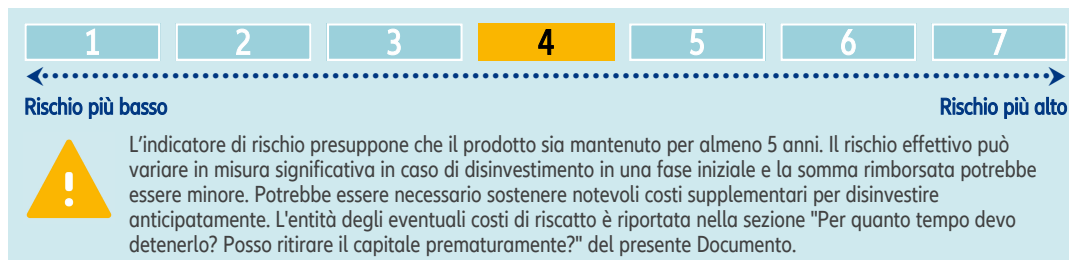 1 2 3 4 5 6 7
Rischio più basso Rischio più alto
L'indicatore di rischio presuppone che il prodotto sia mantenuto per almeno 5 anni. Il rischio effettivo può
variare in misura significativa in caso di disinvestimento in una fase iniziale e la somma rimborsata potrebbe
essere minore. Potrebbe essere necessario sostenere notevoli costi supplementari per disinvestire
anticipatamente. L'entità degli eventuali costi di riscatto è riportata nella sezione "Per quanto tempo devo
detenerlo? Posso ritirare il capitale prematuramente?" del presente Documento.